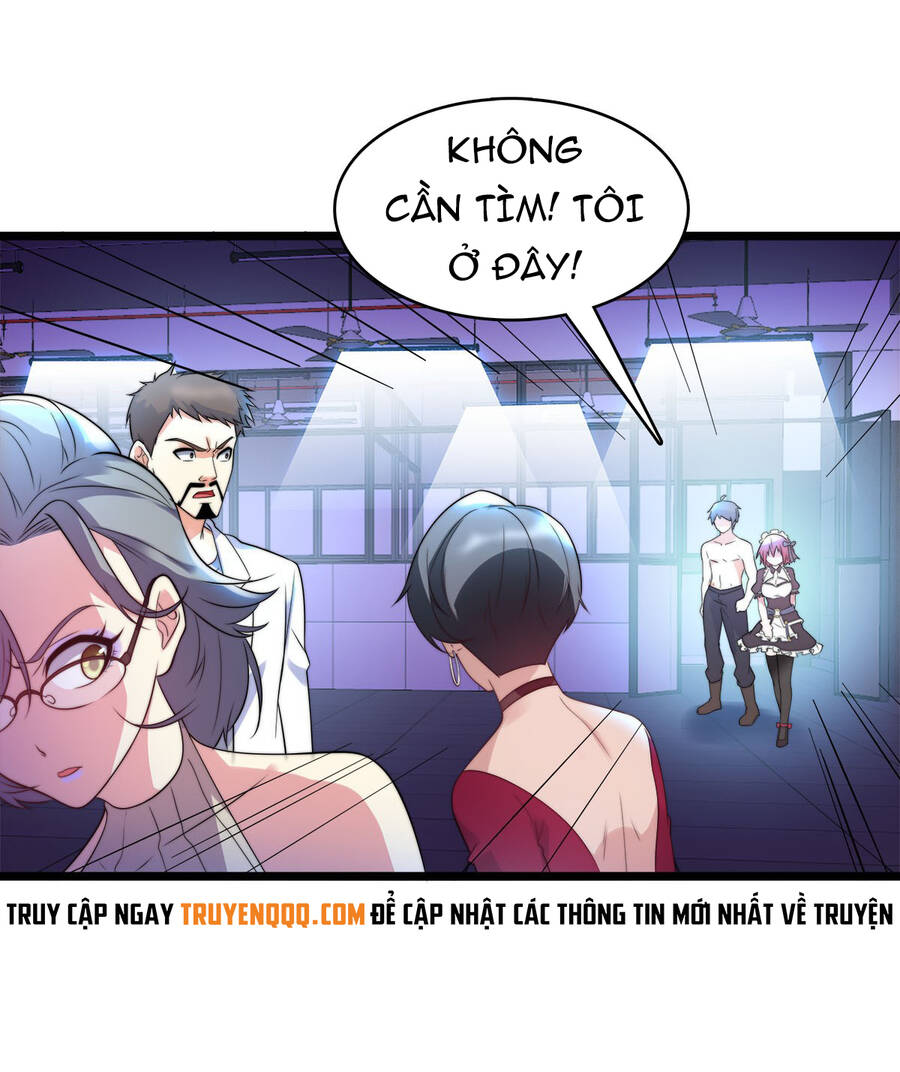 KHÔNG
CẦN TÌM! TÔI
Ở ĐÂY!
TRUY CẬP NGAY TRUYENQQQ.COM ĐỂ CẬP NHẬT CÁC THÔNG TIN MỚI NHẤT VỀ TRUYỆN